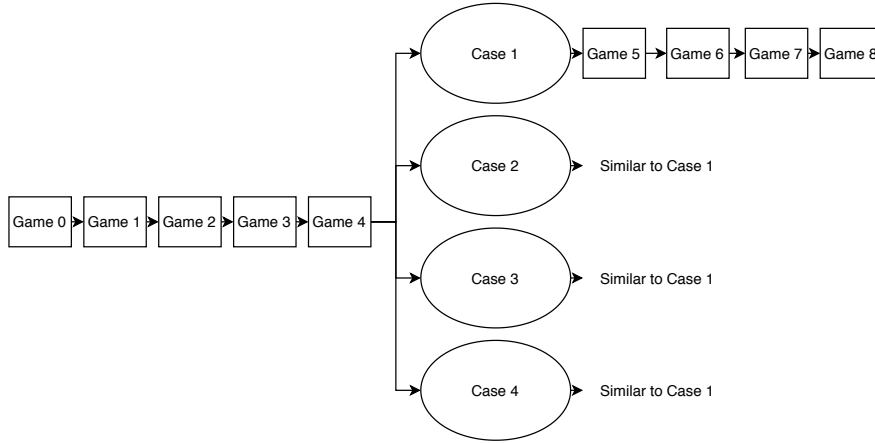 Case 1
Game 5
Game 6
Game 7
Game 8
Case 2
Similar to Case 1
Game 0
Game 1
Game 2
Game 3
Game 4
Case 3
Similar to Case 1
Case 4
Similar to Case 1